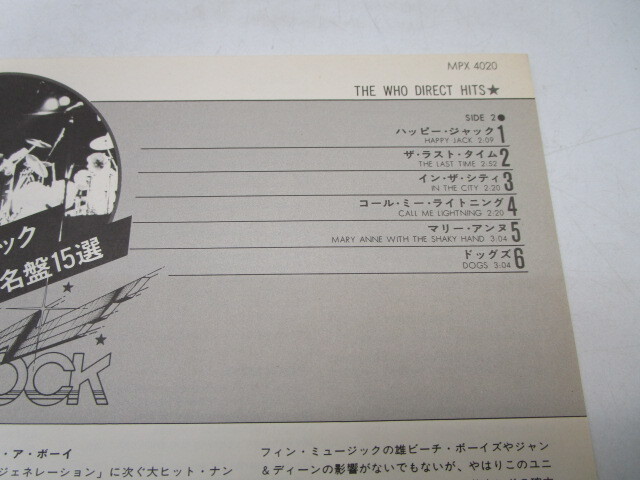 MPX 4020
THE WHO DIRECT HITS★
SIDE 2●
ハッピー・ジャック 1
HAPPY JACK 2:09
ザ・ラスト・タイム 2
THE LAST TIME 2:52
イン・ザ・シティ 3
IN THE CITY 2:20
コール・ミー・ライトニング 4
CALL ME LIGHTNING 2:20
マリー・アンヌ 5
MARY ANNE WITH THE SHAKY HAND 3:04
ドッグズ 6
DOGS 3:04
ック
名盤15選
OCK
・ア・ボーイ
ジェネレーション」に次ぐ大ヒット・ナン
フィン・ミュージックの雄ビーチ・ボーイズやジャン
&ディーンの影響がないでもないが、やはりこのユニ